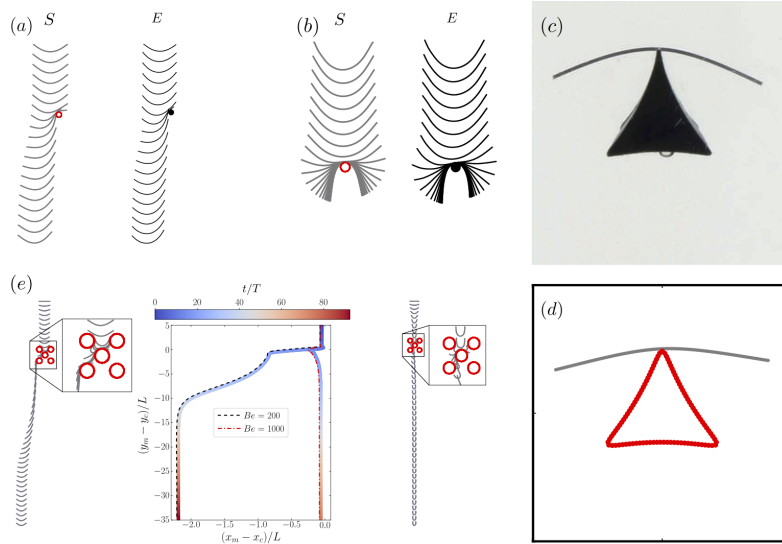 (a)
S
E
(b)
S
E
(c)
(e)
t/T
0 20 40 60 80
5
0
−5
−10
−15
−20
−25
−30
−35
(y_m − y_c)/L
Be = 200
Be = 1000
−2.0 −1.5 −1.0 −0.5 0.0
(x_m − x_c)/L
(d)